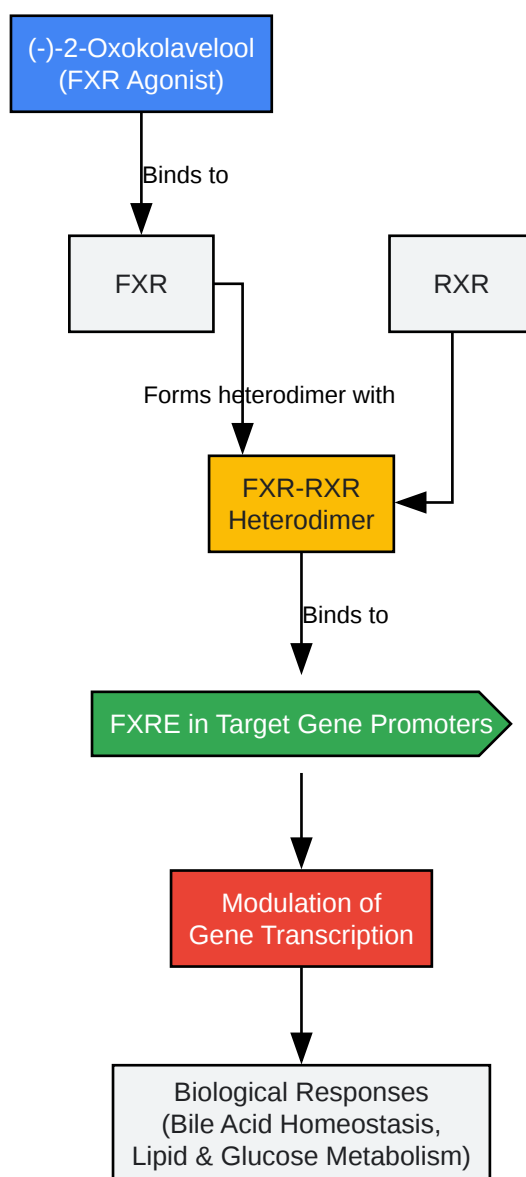 (-)-2-Oxokolavelool
(FXR Agonist)
Binds to
FXR
RXR
Forms heterodimer with
FXR-RXR
Heterodimer
Binds to
FXRE in Target Gene Promoters
Modulation of
Gene Transcription
Biological Responses
(Bile Acid Homeostasis,
Lipid & Glucose Metabolism)